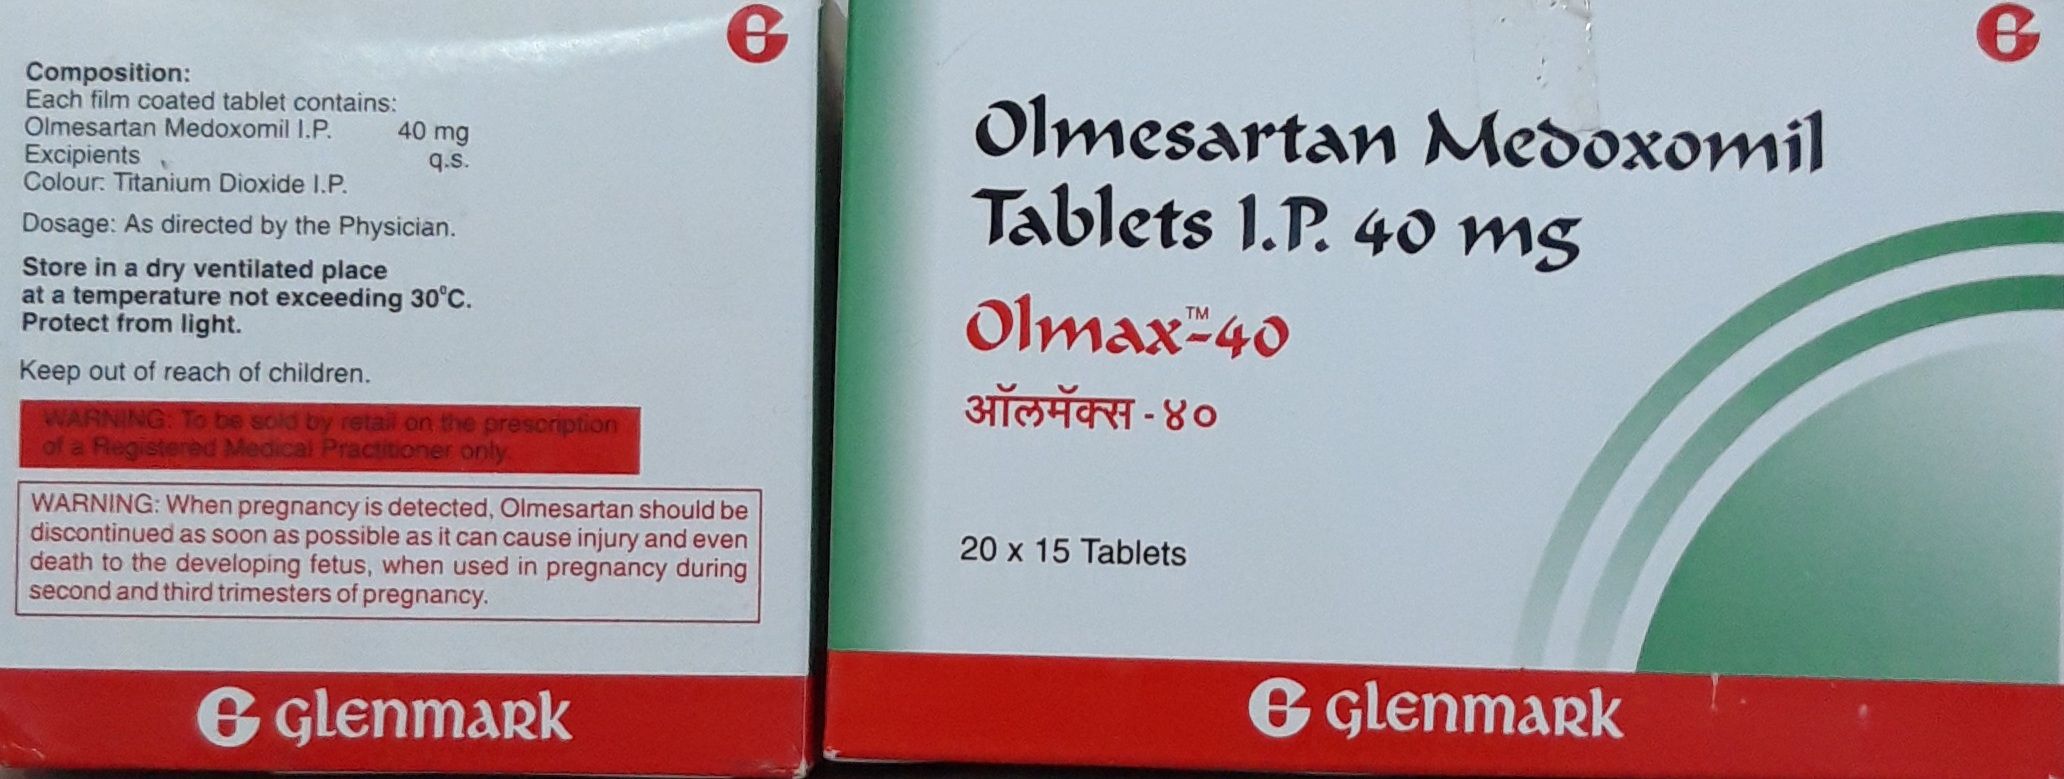 Composition:
Each film coated tablet contains:
Olmesartan Medoxomil I.P. 40 mg
Excipients q.s.
Colour: Titanium Dioxide I.P.
Dosage: As directed by the Physician.
Store in a dry ventilated place
at a temperature not exceeding 30°C.
Protect from light.
Keep out of reach of children.
WARNING: To be sold by retail on the prescription
of a Registered Medical Practitioner only.
WARNING: When pregnancy is detected, Olmesartan should be
discontinued as soon as possible as it can cause injury and even
death to the developing fetus, when used in pregnancy during
second and third trimesters of pregnancy.
Glenmark
Olmesartan Medoxomil
Tablets I.P. 40 mg
Olmax™-40
ऑलमॅक्स - ४०
20 x 15 Tablets
Glenmark